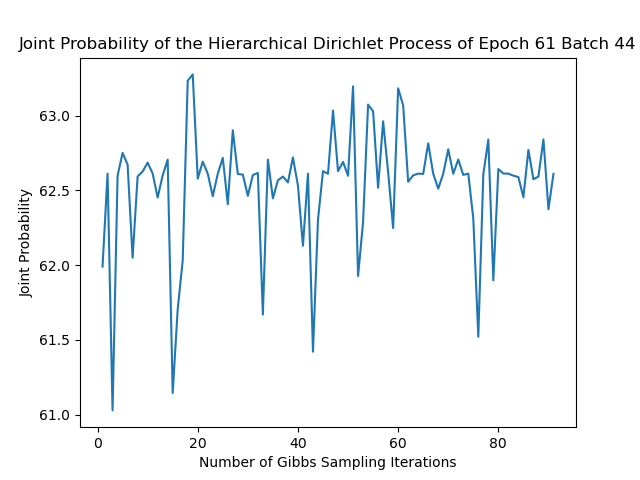 Joint Probability of the Hierarchical Dirichlet Process of Epoch 61 Batch 44
63.0
62.5
62.0
61.5
61.0
Joint Probability
0 20 40 60 80
Number of Gibbs Sampling Iterations